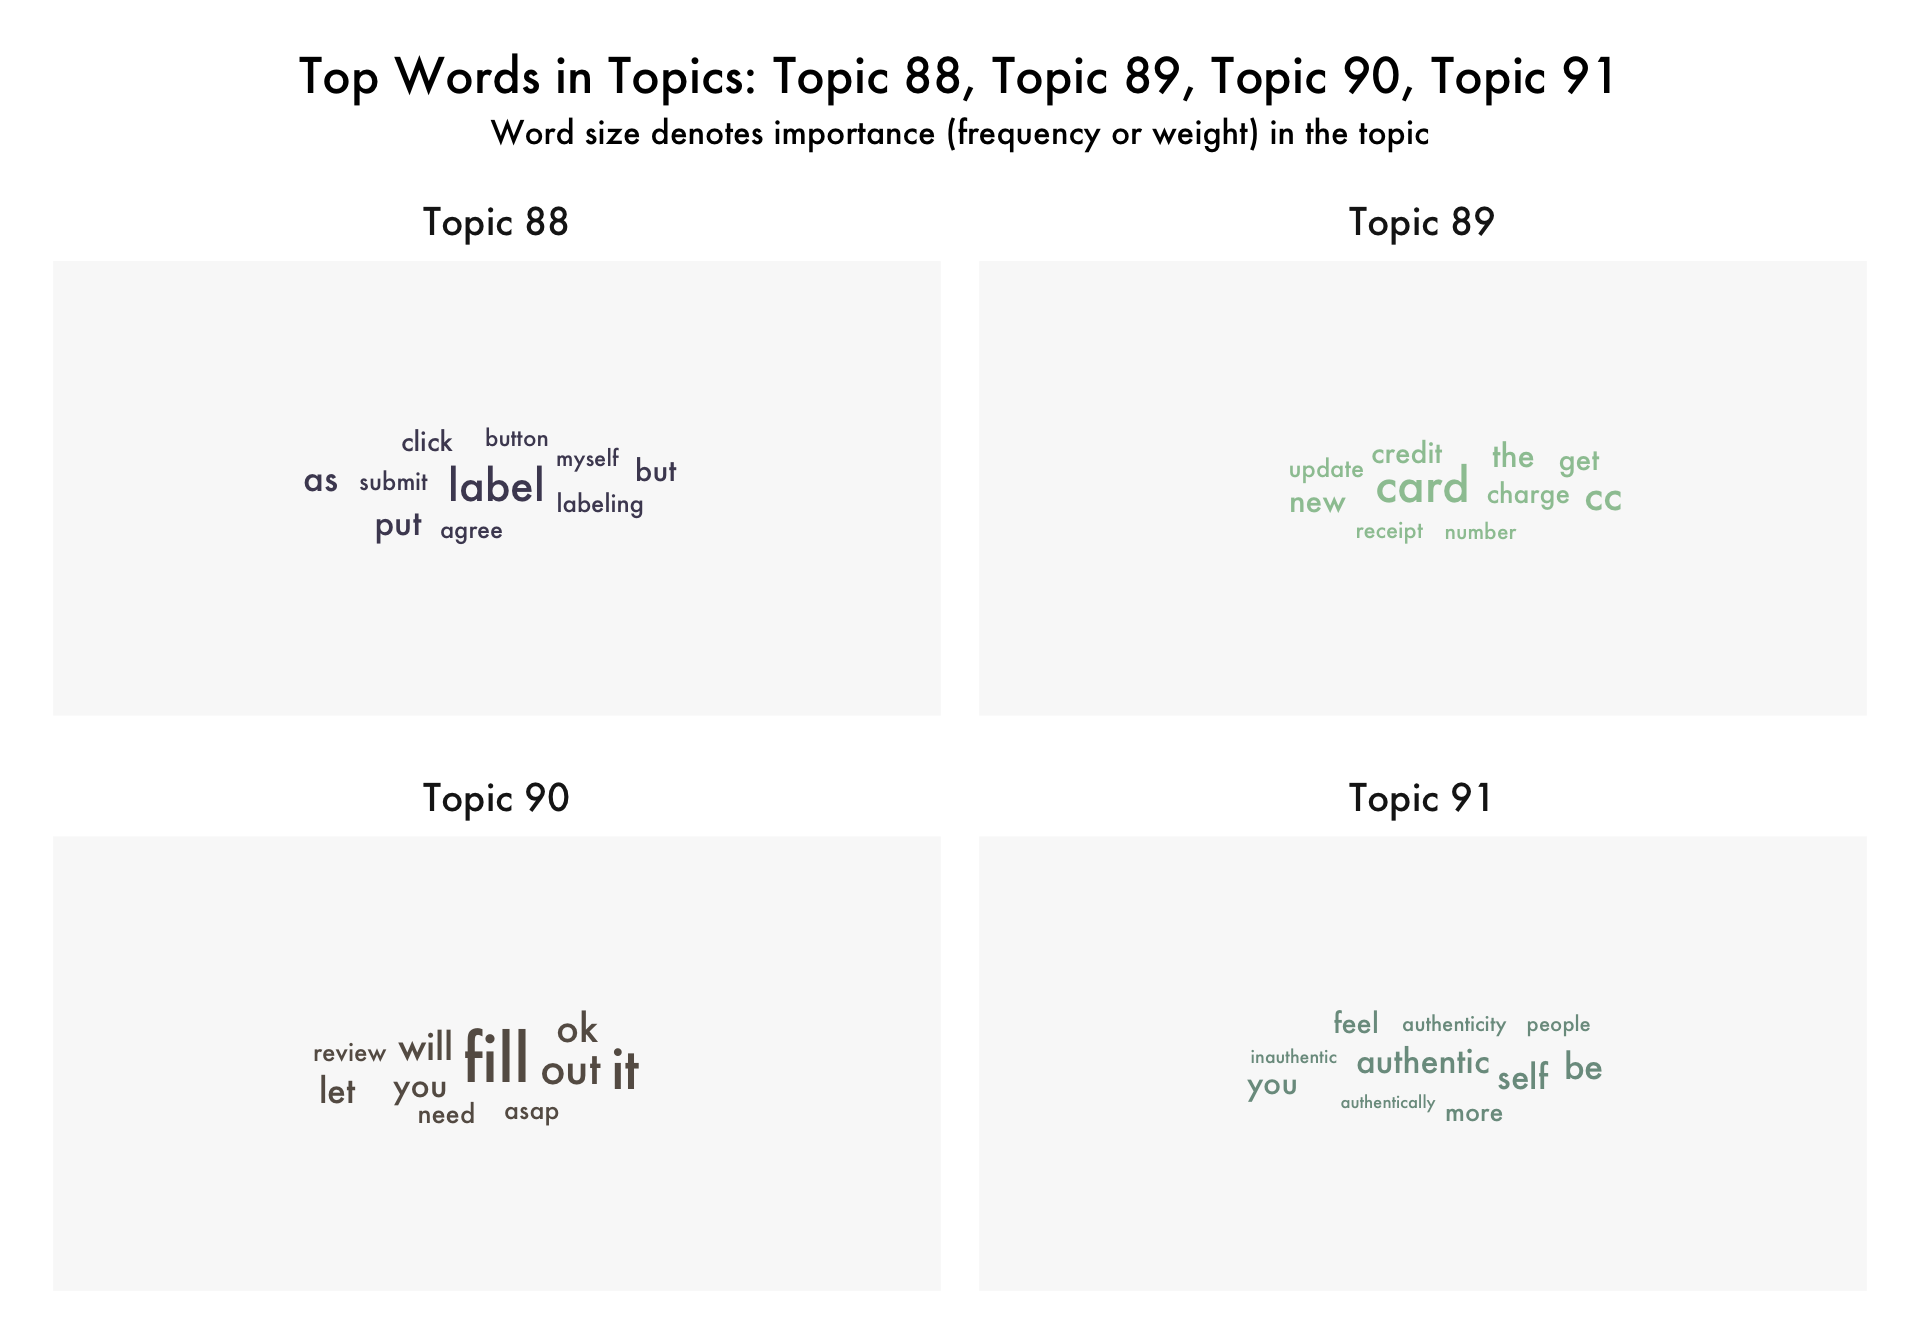 Top Words in Topics: Topic 88, Topic 89, Topic 90, Topic 91
Word size denotes importance (frequency or weight) in the topic
Topic 88
click button
myself
as submit label but
labeling
put agree
Topic 89
credit the get
update card
new charge cc
receipt number
Topic 90
ok
review will fill out it
let you
need asap
Topic 91
feel authenticity people
inauthentic authentic self be
you
authentically more